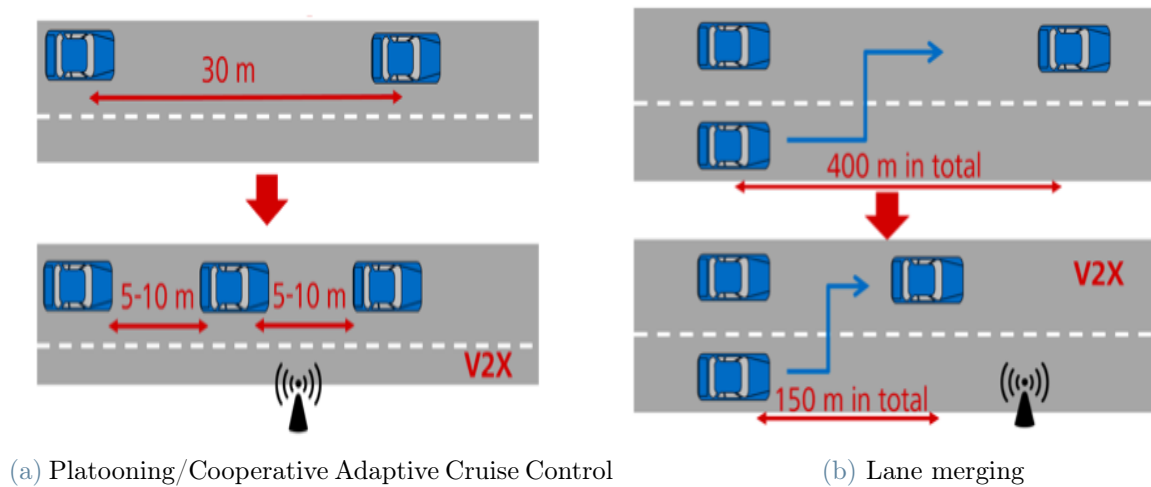 30 m
5-10 m 5-10 m
V2X
(a) Platooning/Cooperative Adaptive Cruise Control
400 m in total
V2X
150 m in total
(b) Lane merging